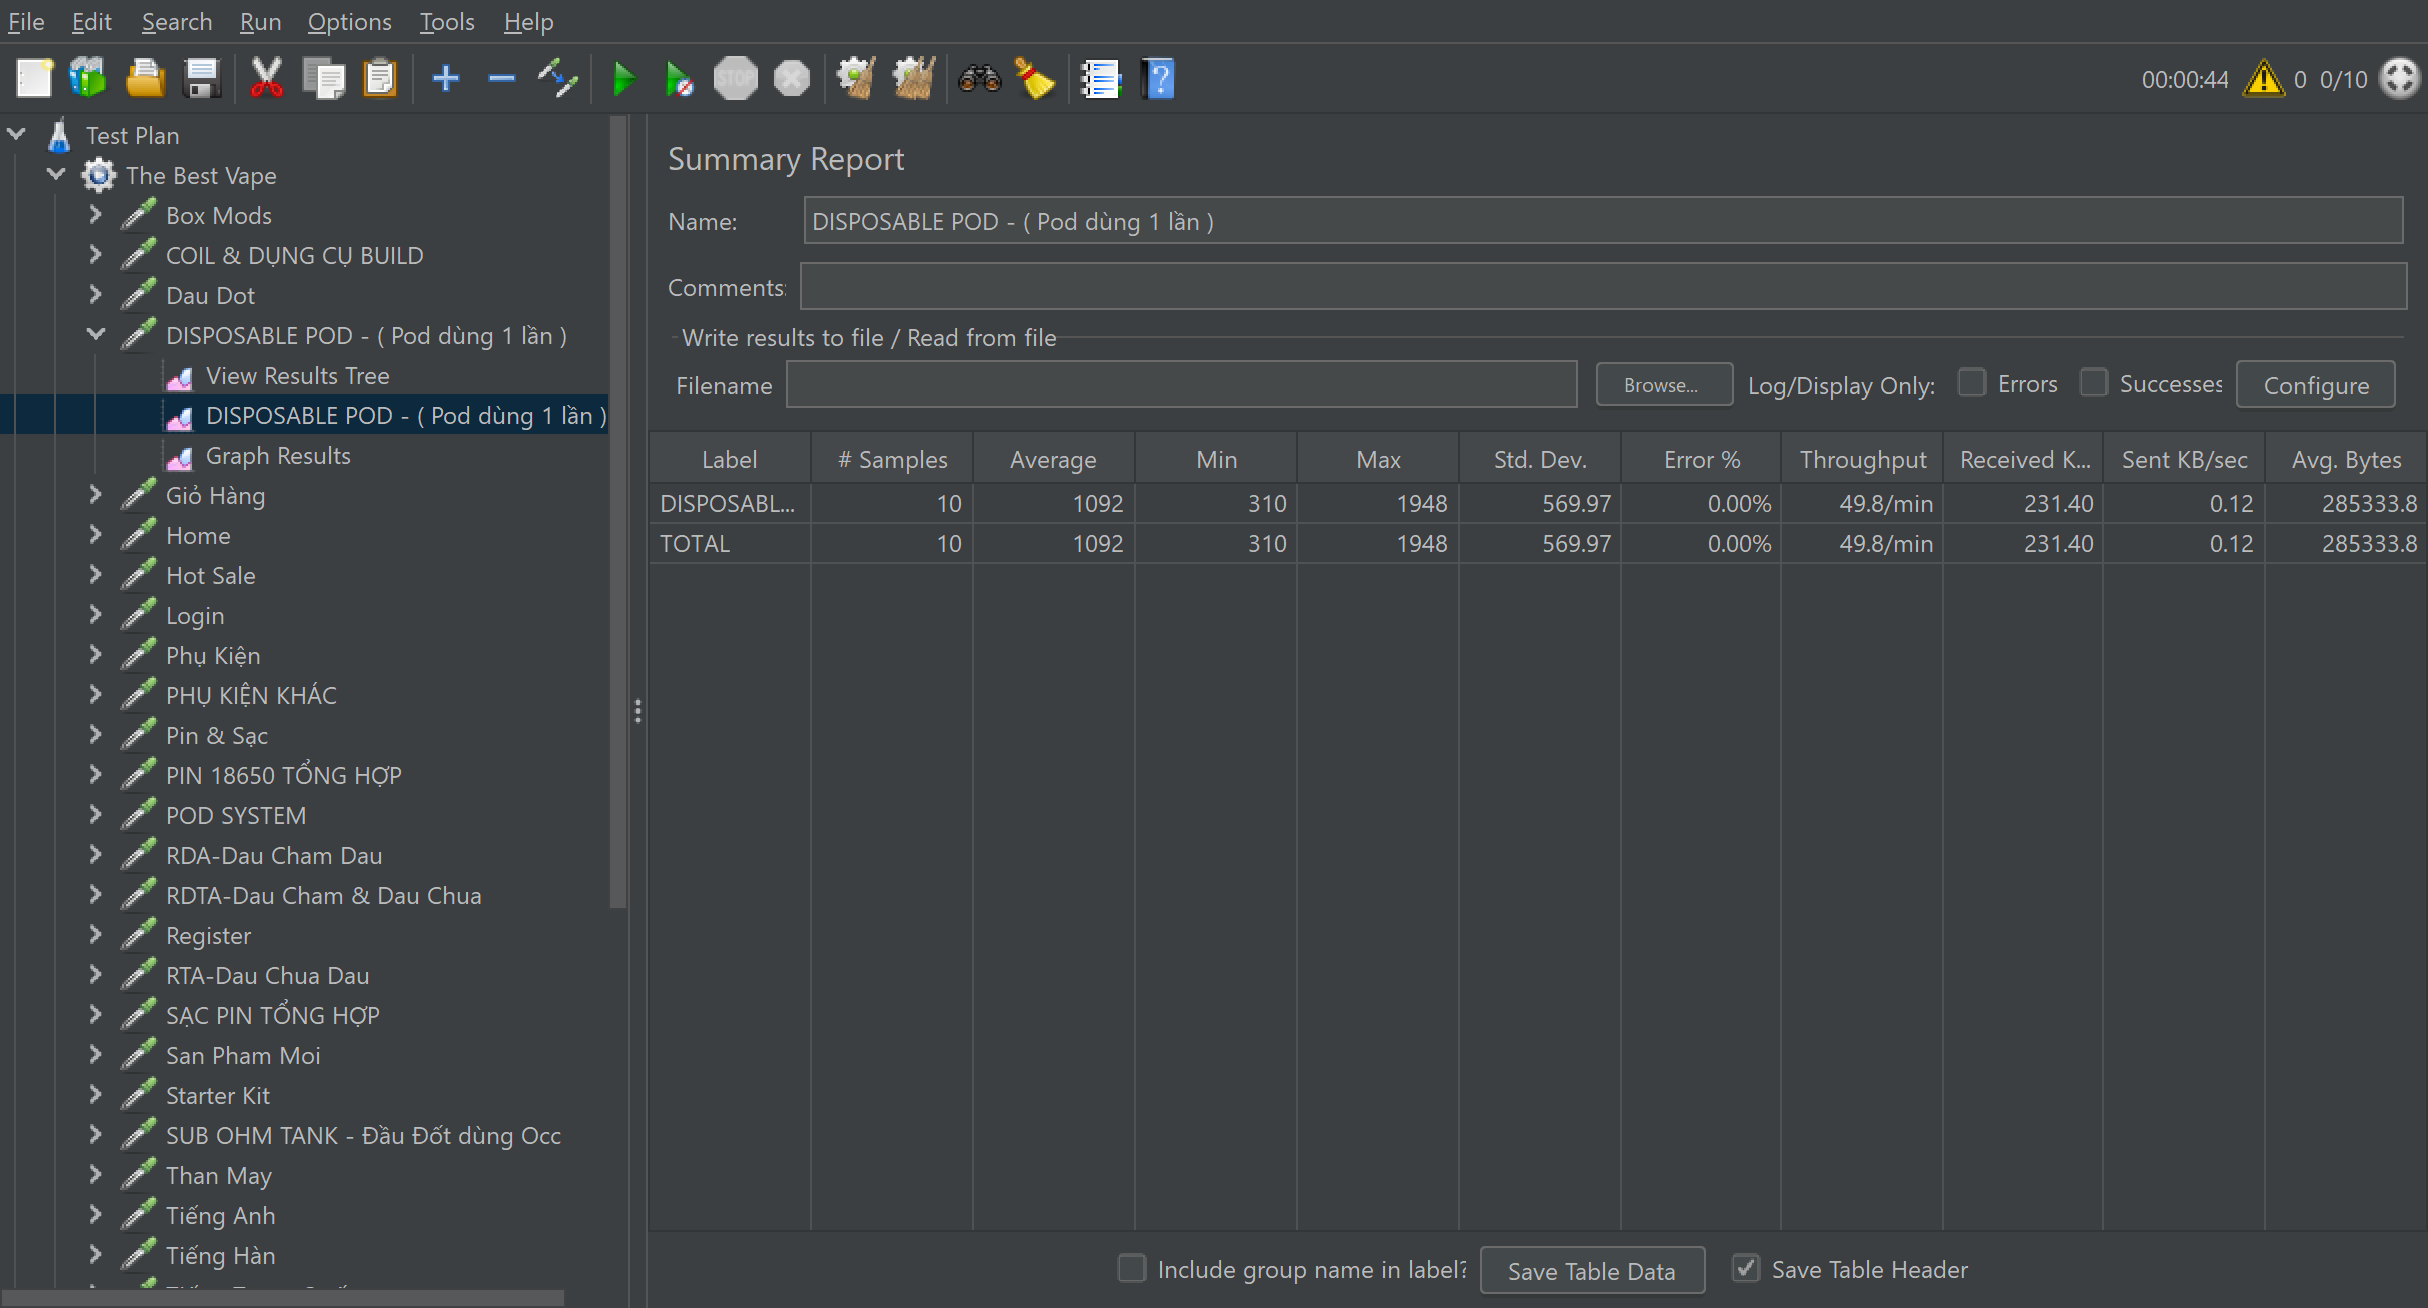 File Edit Search Run Options Tools Help
STOP
00:00:44 0 0/10
Test Plan
The Best Vape
Box Mods
COIL & DỤNG CỤ BUILD
Dau Dot
DISPOSABLE POD - ( Pod dùng 1 lần )
View Results Tree
DISPOSABLE POD - ( Pod dùng 1 lần )
Graph Results
Giỏ Hàng
Home
Hot Sale
Login
Phụ Kiện
PHỤ KIỆN KHÁC
Pin & Sạc
PIN 18650 TỔNG HỢP
POD SYSTEM
RDA-Dau Cham Dau
RDTA-Dau Cham & Dau Chua
Register
RTA-Dau Chua Dau
SẠC PIN TỔNG HỢP
San Pham Moi
Starter Kit
SUB OHM TANK - Đầu Đốt dùng Occ
Than May
Tiếng Anh
Tiếng Hàn
Summary Report
Name: DISPOSABLE POD - ( Pod dùng 1 lần )
Comments:
Write results to file / Read from file
Filename Browse... Log/Display Only: Errors Successes Configure
Label # Samples Average Min Max Std. Dev. Error % Throughput Received K... Sent KB/sec Avg. Bytes
DISPOSABL... 10 1092 310 1948 569.97 0.00% 49.8/min 231.40 0.12 285333.8
TOTAL 10 1092 310 1948 569.97 0.00% 49.8/min 231.40 0.12 285333.8
Include group name in label? Save Table Data Save Table Header